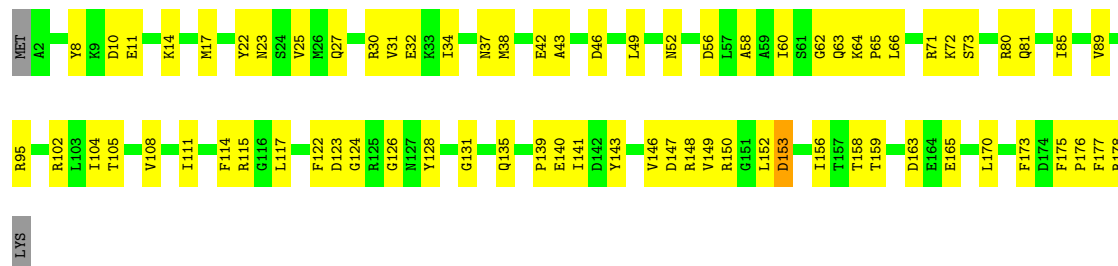 MET A2 Y8 K9 D10 E11 K14 M17 Y22 N23 S24 V25 M26 Q27 R30 V31 E32 K33 I34 N37 M38 E42 A43 D46 L49 N52 D56 L57 A58 A59 I60 S61 G62 Q63 K64 P65 L66 R71 K72 S73 R80 Q81 I85 V89
R95 R102 L103 I104 T105 V108 I111 F114 R115 G116 L117 F122 D123 G124 R125 G126 N127 Y128 G131 Q135 P139 E140 I141 D142 Y143 V146 D147 R148 V149 R150 G151 L152 D153 I156 T157 T158 T159 D163 E164 E165 L170 F173 D174 F175 P176 F177 R178
LYS